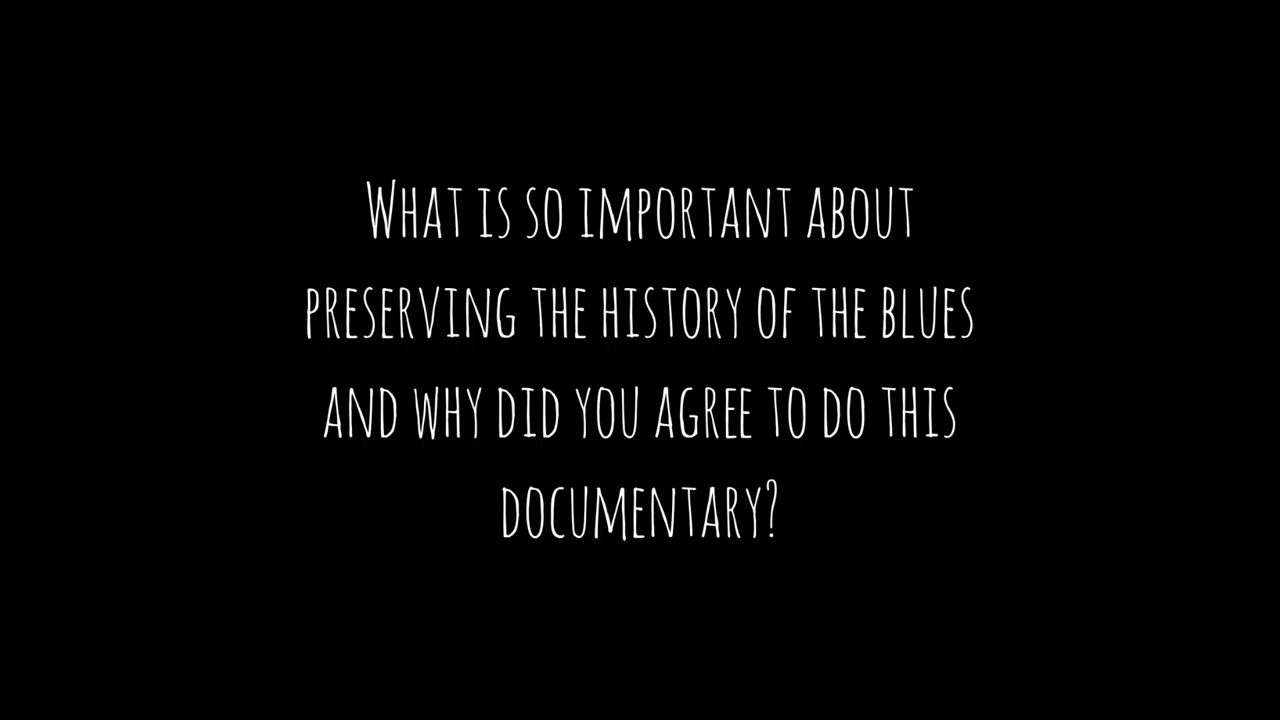 What is so important about
preserving the history of the blues
and why did you agree to do this
documentary?